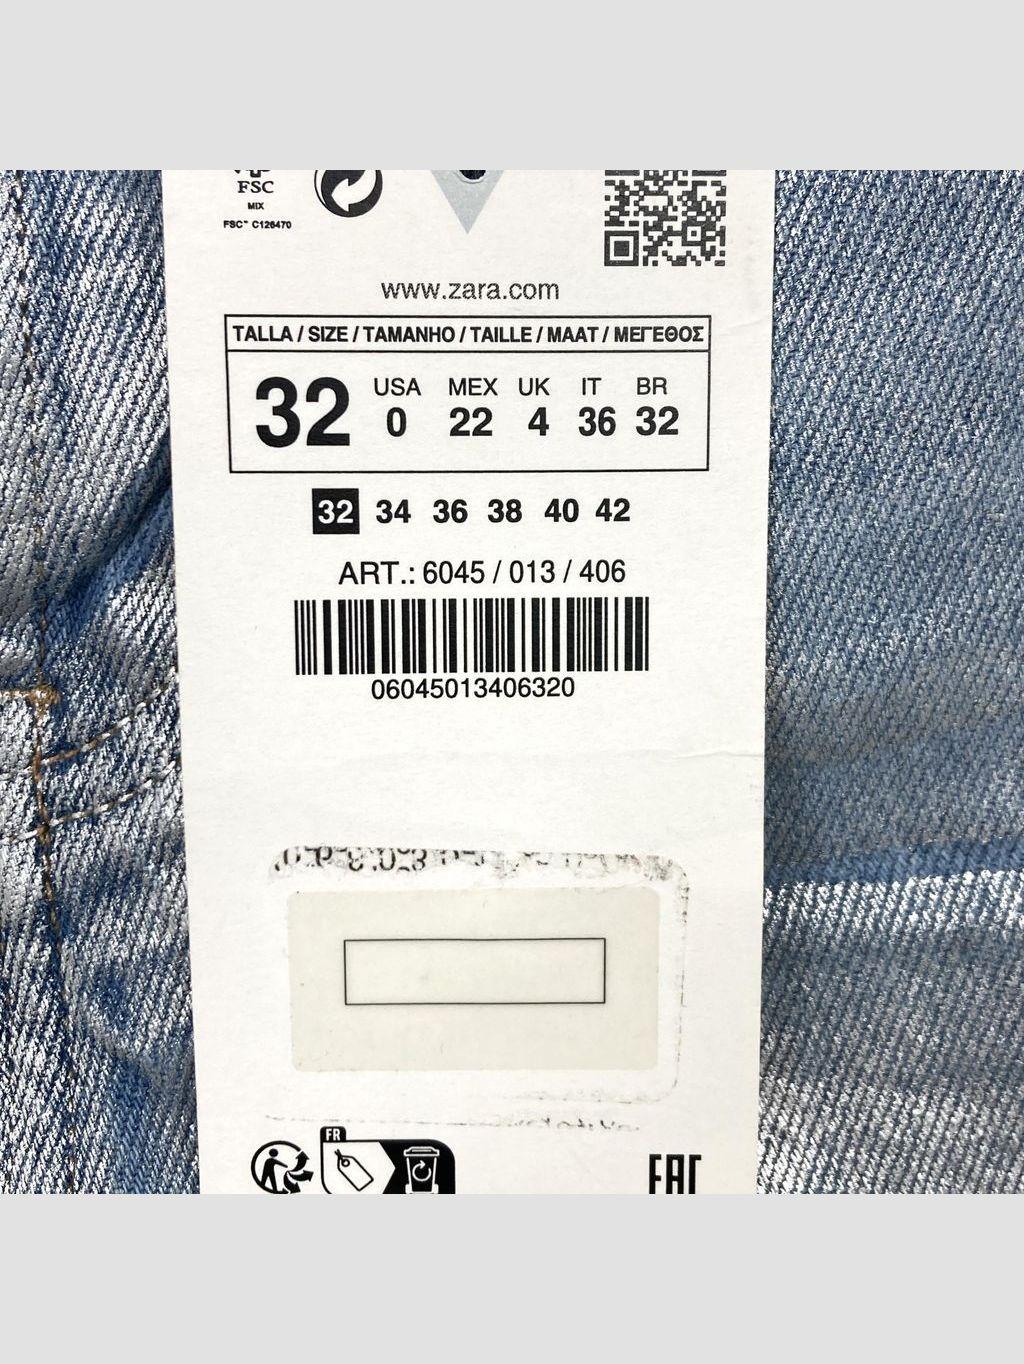 FSC
MIX
FSC™ C126470
www.zara.com
TALLA / SIZE / TAMANHO / TAILLE / MAAT / ΜΕΓΕΘΟΣ
32
USA MEX UK IT BR
0 22 4 36 32
32 34 36 38 40 42
ART.: 6045 / 013 / 406
06045013406320
FR
EAC